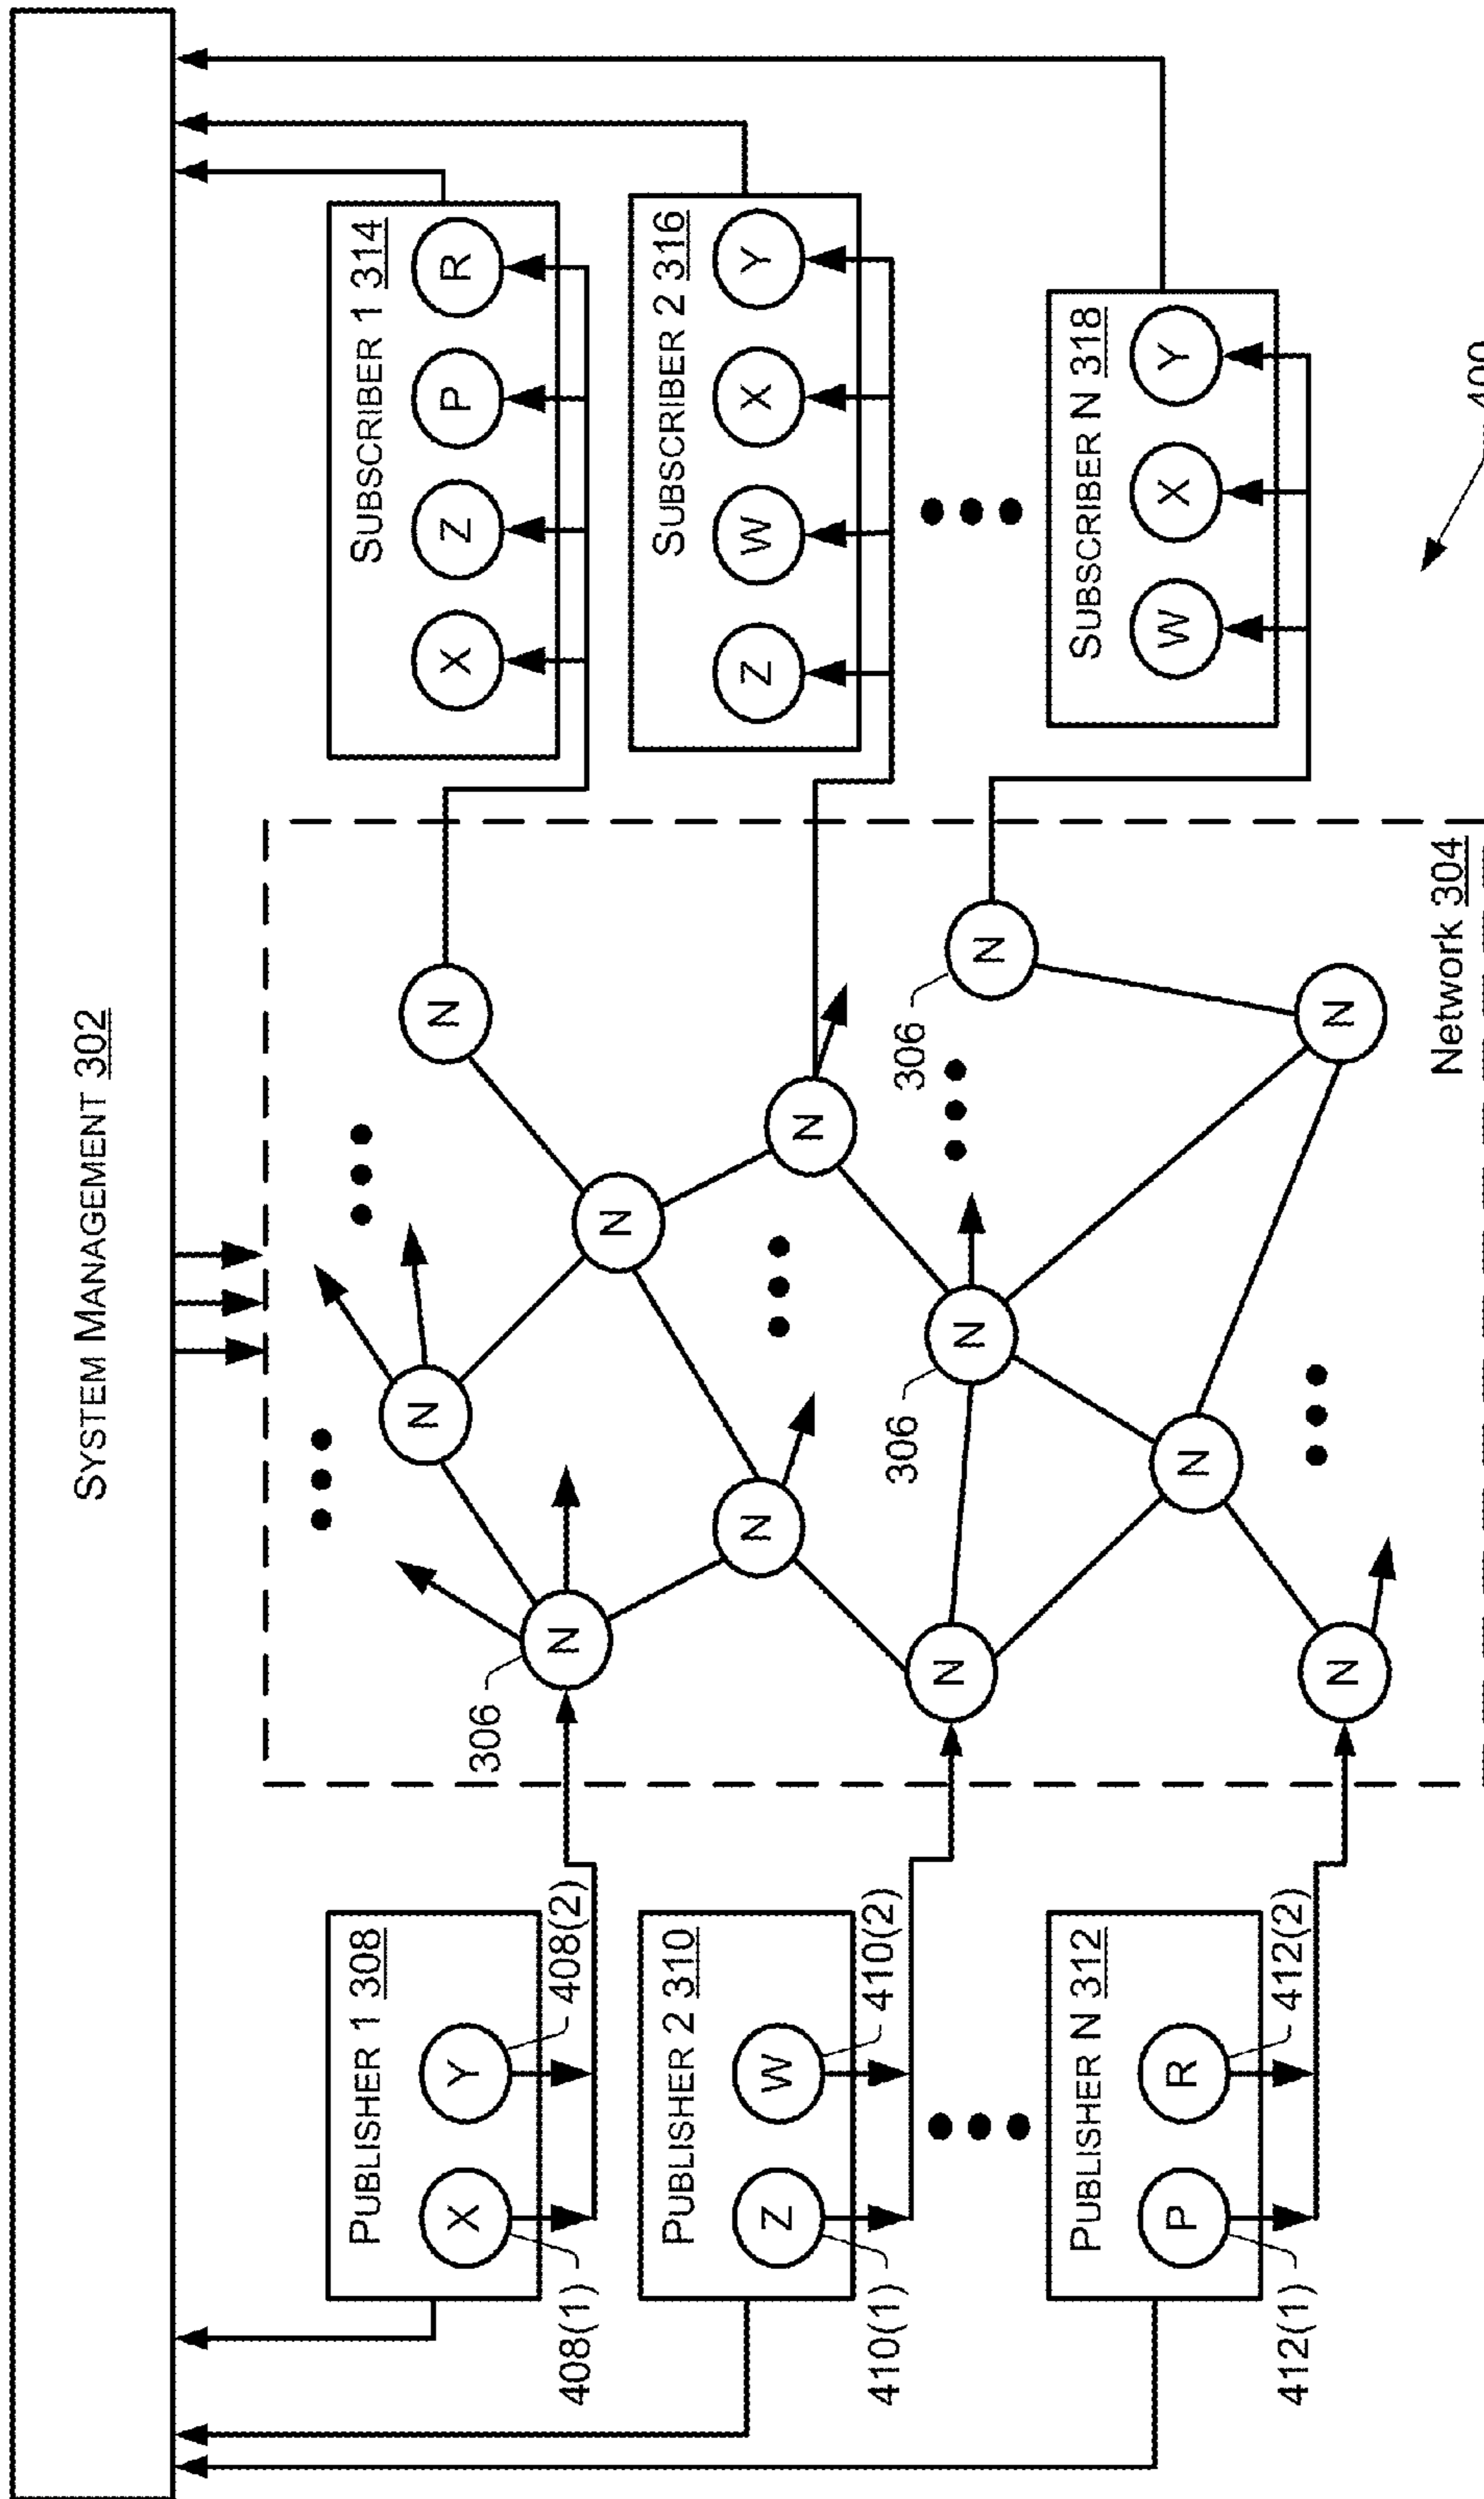 SYSTEM MANAGEMENT 302
PUBLISHER 1 308
X
Y
408(1)
408(2)
PUBLISHER 2 310
Z
W
410(1)
410(2)
PUBLISHER N 312
P
R
412(1)
412(2)
306
N
N
N
N
N
N
N
306
N
N
N
306
N
N
N
Network 304
SUBSCRIBER 1 314
X
Z
P
R
SUBSCRIBER 2 316
Z
W
X
Y
SUBSCRIBER N 318
W
X
Y